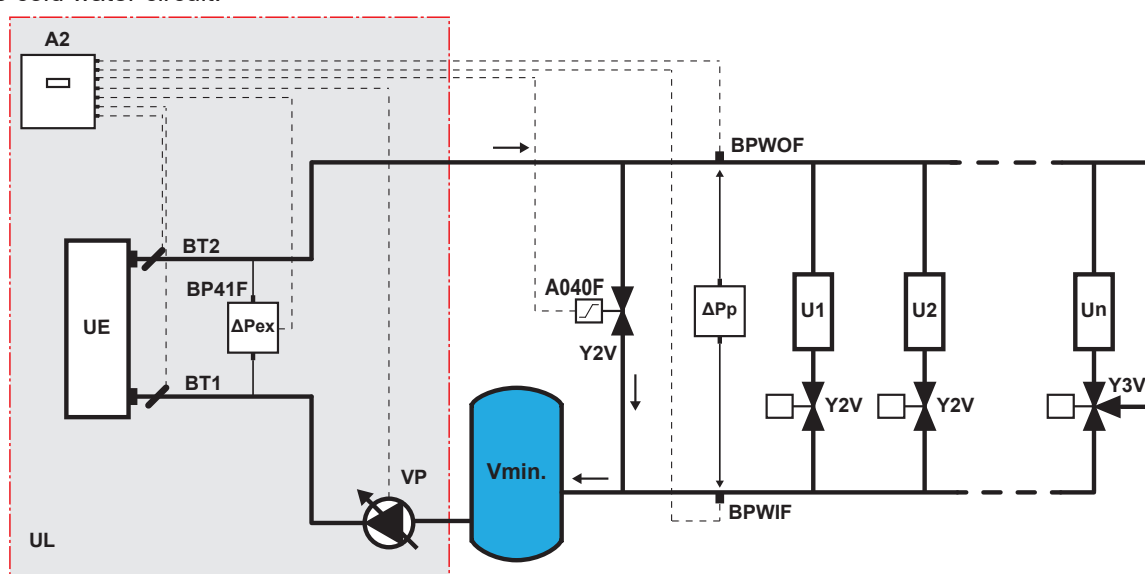 A2
BPWOF
BT2
BP41F
A040F
UE
ΔPex
ΔPp
U1
U2
Un
Y2V
BT1
Y3V
Y2V
Y2V
VP
Vmin.
BPWIF
UL